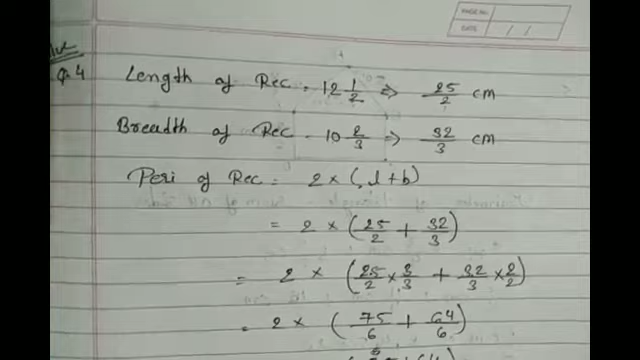 PAGE NO.
DATE / /
Q.4 Length of Rec. = 12 1/2 => 25/2 cm
Breadth of Rec - 10 2/3 => 32/3 cm
Peri of Rec = 2 × (l+b)
= 2 × (25/2 + 32/3)
= 2 × (25/2 × 3/3 + 32/3 × 2/2)
= 2 × (75/6 + 64/6)